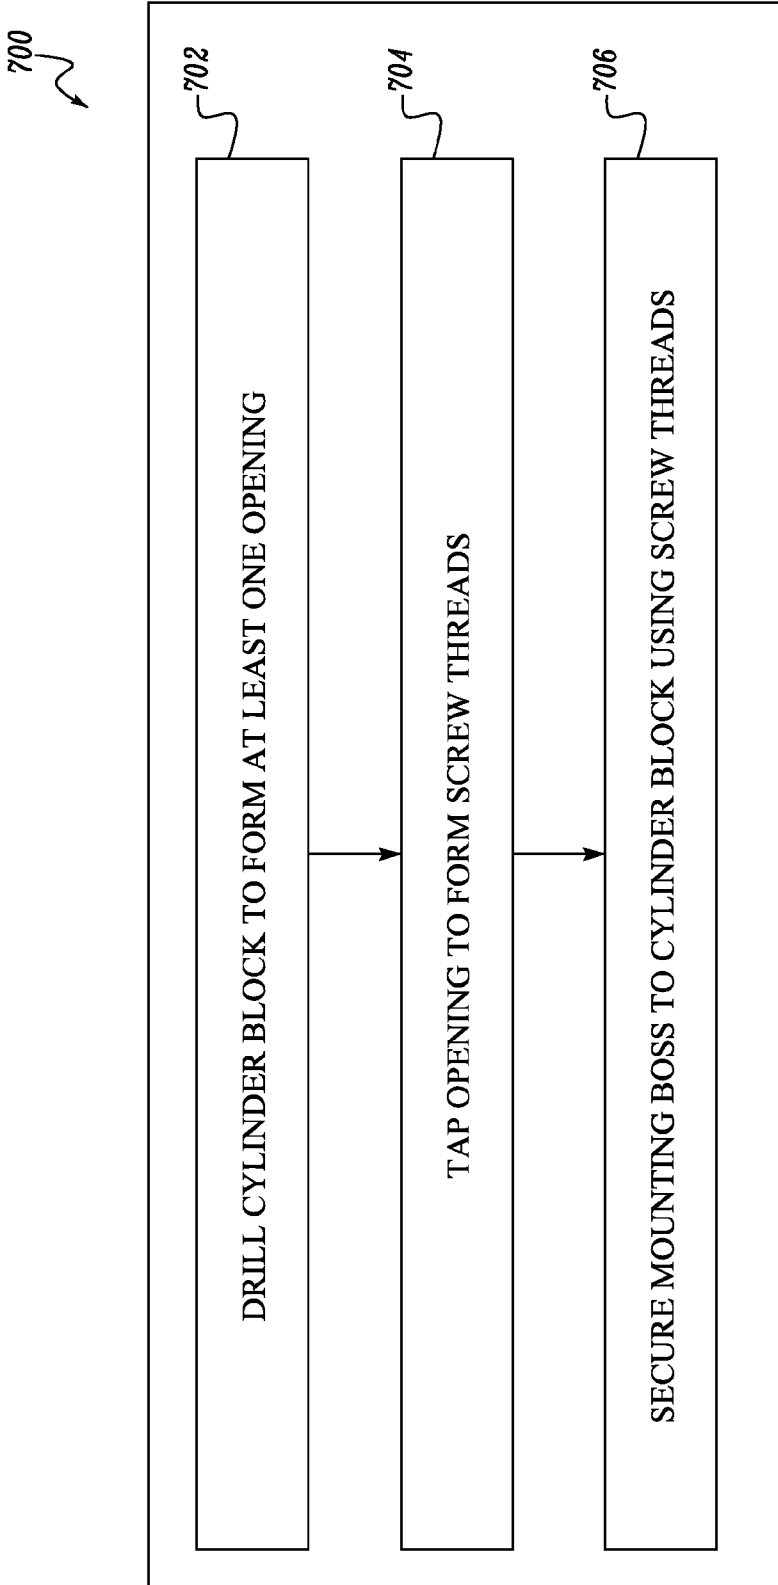 700
702
DRILL CYLINDER BLOCK TO FORM AT LEAST ONE OPENING
704
TAP OPENING TO FORM SCREW THREADS
706
SECURE MOUNTING BOSS TO CYLINDER BLOCK USING SCREW THREADS